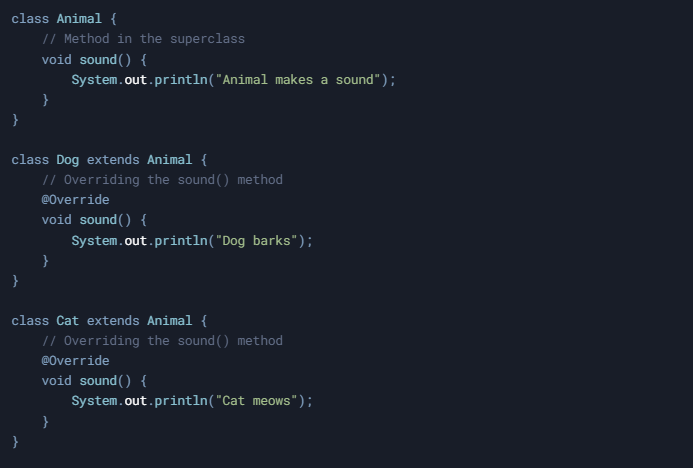 class Animal {
    // Method in the superclass
    void sound() {
        System.out.println("Animal makes a sound");
    }
}

class Dog extends Animal {
    // Overriding the sound() method
    @Override
    void sound() {
        System.out.println("Dog barks");
    }
}

class Cat extends Animal {
    // Overriding the sound() method
    @Override
    void sound() {
        System.out.println("Cat meows");
    }
}